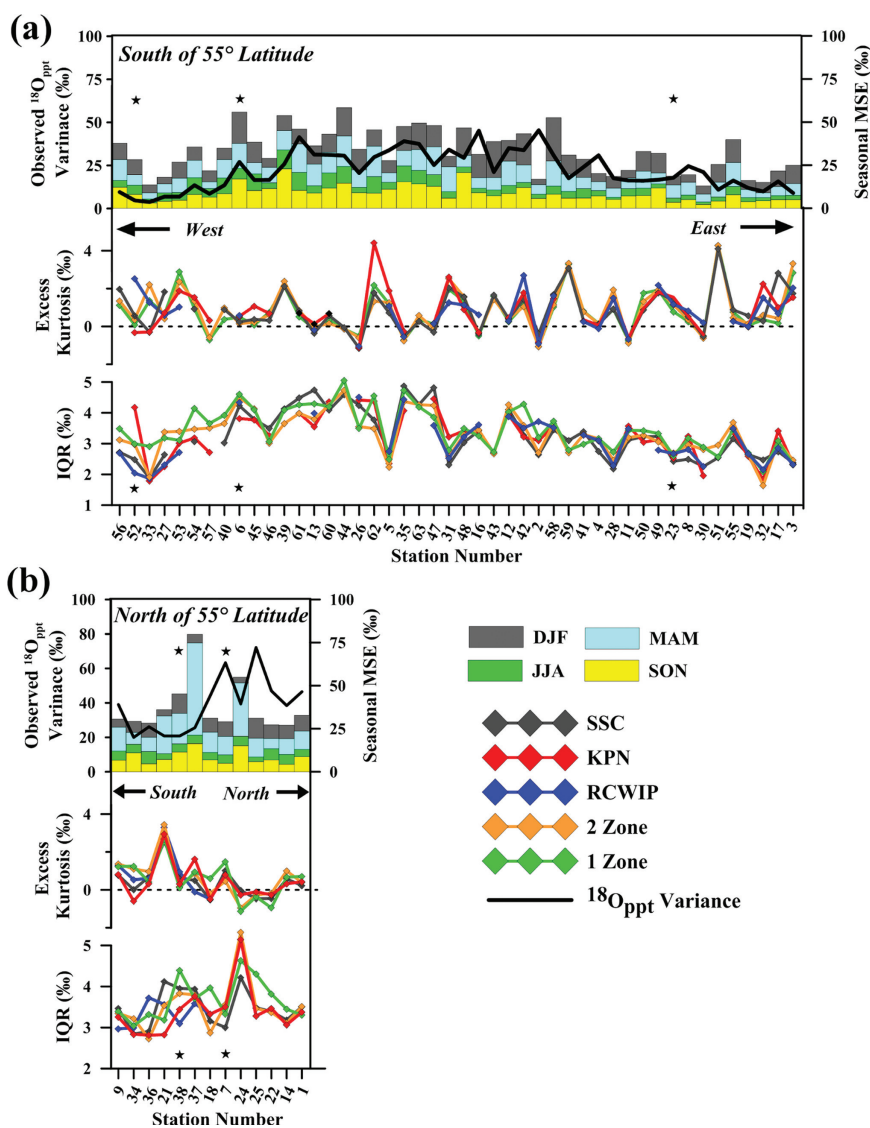 (a)
South of 55° Latitude
Observed ¹⁸Oppt
Varinace (‰)
100
75
50
25
0
100
75
50
25
0
Seasonal MSE (‰)
West
East
Excess
Kurtosis (‰)
4
0
IQR (‰)
5
4
3
2
1
56 52 33 27 53 54 57 40 6 45 46 39 61 13 60 44 26 62 5 35 63 47 31 48 16 43 12 42 2 58 59 41 4 28 11 50 49 23 8 30 51 55 19 32 17 3
Station Number
(b)
North of 55° Latitude
Observed ¹⁸Oppt
Varinace (‰)
100
80
60
40
20
0
100
75
50
25
0
Seasonal MSE (‰)
South
North
Excess
Kurtosis (‰)
4
0
IQR (‰)
5
4
3
2
9 34 36 21 38 37 18 7 24 25 22 14 1
Station Number
DJF MAM
JJA SON
SSC
KPN
RCWIP
2 Zone
1 Zone
¹⁸Oppt Variance